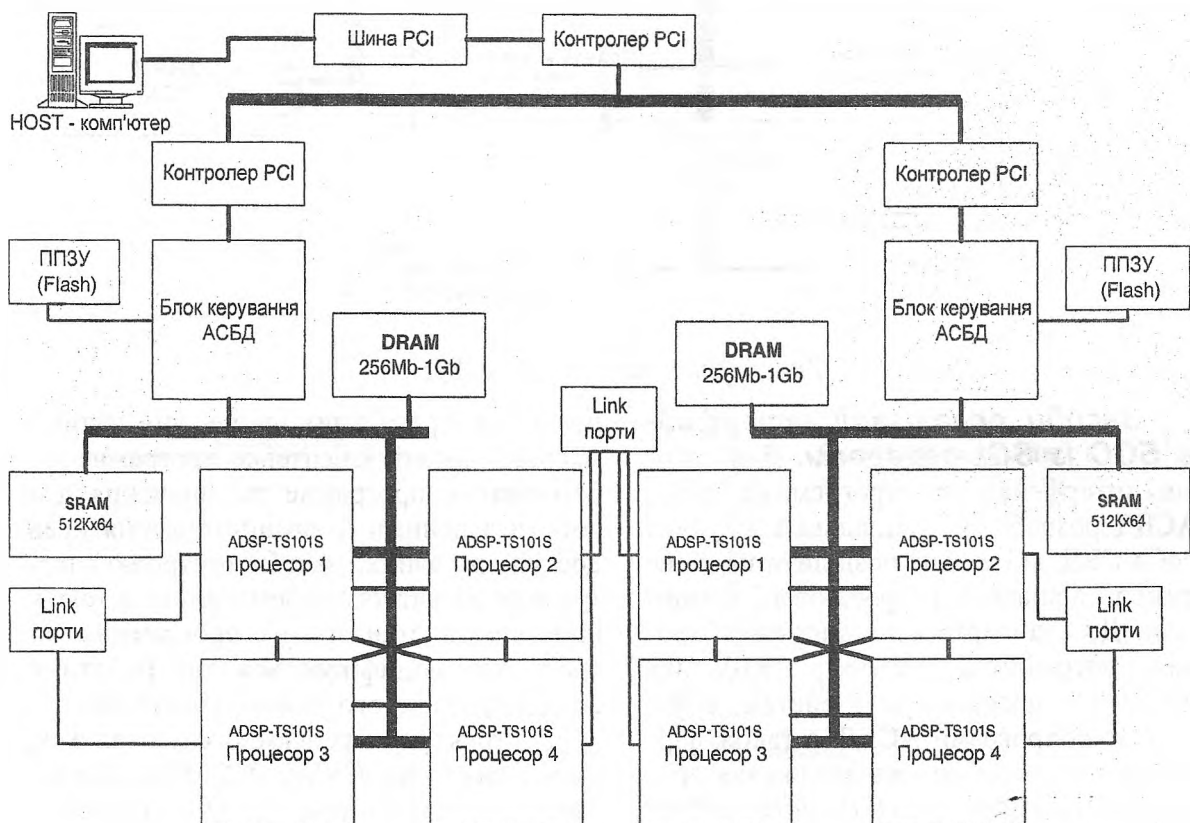 Шина PCI
Контролер PCI
HOST - комп'ютер
Контролер PCI
Контролер PCI
ППЗУ
(Flash)
Блок керування
АСБД
Блок керування
АСБД
ППЗУ
(Flash)
DRAM
256Mb-1Gb
DRAM
256Mb-1Gb
Link
порти
SRAM
512Kx64
SRAM
512Kx64
ADSP-TS101S
Процесор 1
ADSP-TS101S
Процесор 2
ADSP-TS101S
Процесор 1
ADSP-TS101S
Процесор 2
Link
порти
Link
порти
ADSP-TS101S
Процесор 3
ADSP-TS101S
Процесор 4
ADSP-TS101S
Процесор 3
ADSP-TS101S
Процесор 4